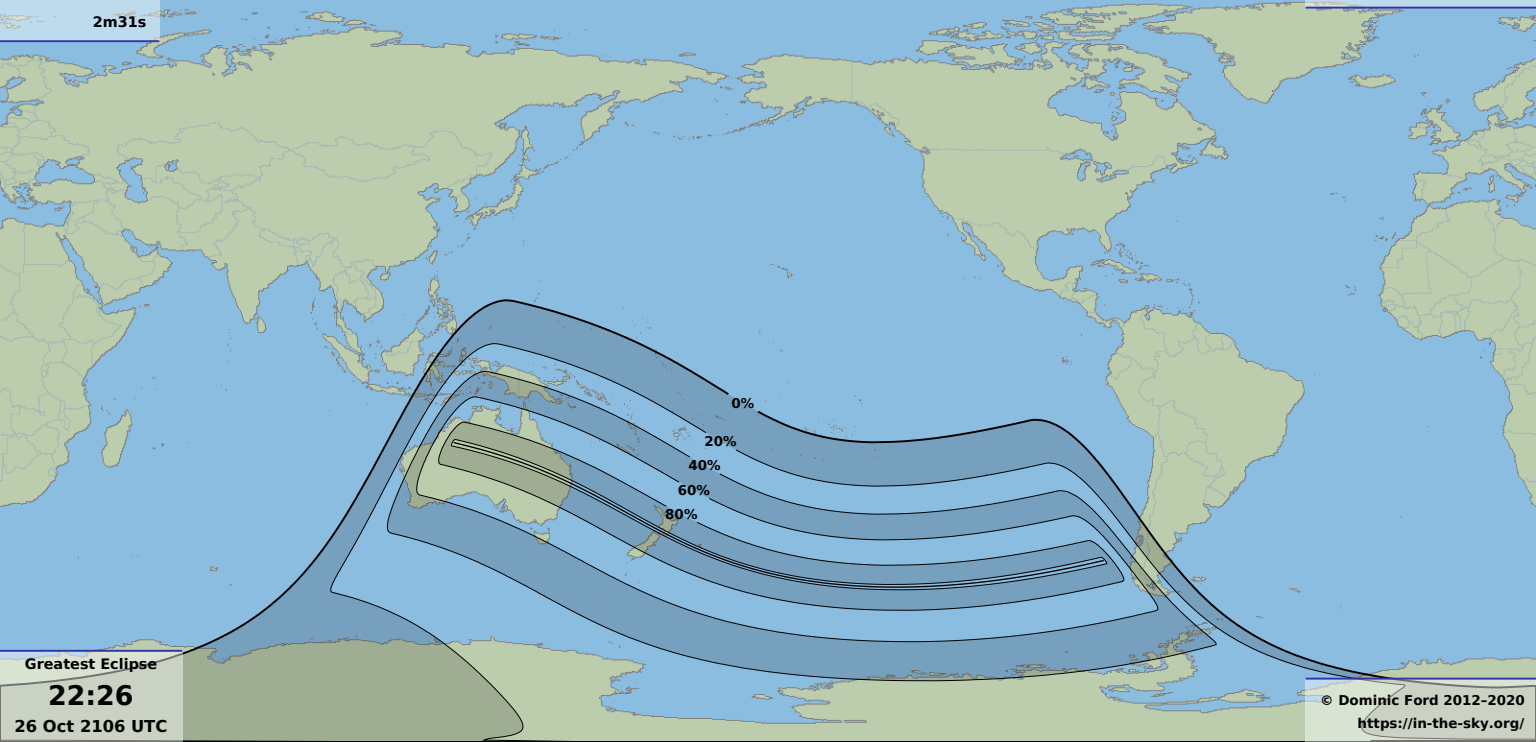 2m31s
0%
20%
40%
60%
80%
Greatest Eclipse
22:26
26 Oct 2106 UTC
© Dominic Ford 2012–2020
https://in-the-sky.org/